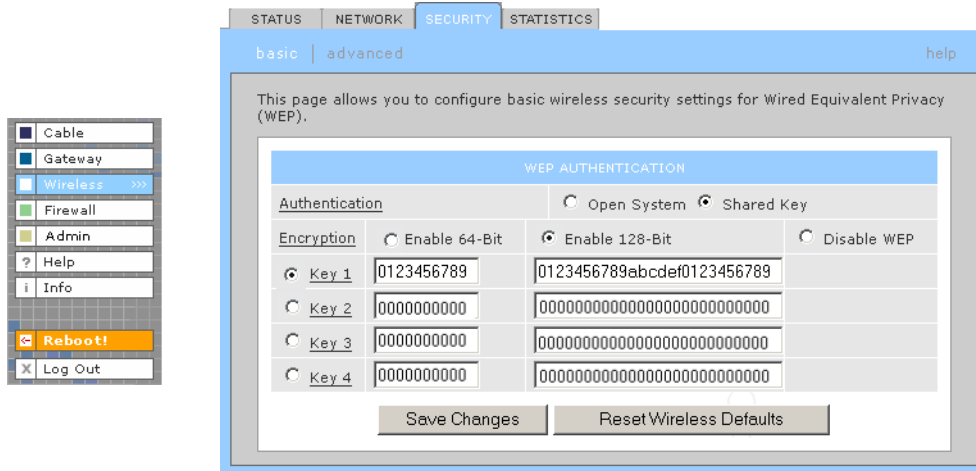 Cable
Gateway
Wireless >>>
Firewall
Admin
? Help
i Info
Reboot!
X Log Out
STATUS NETWORK SECURITY STATISTICS
basic | advanced help
This page allows you to configure basic wireless security settings for Wired Equivalent Privacy
(WEP).
WEP AUTHENTICATION
Authentication Open System Shared Key
Encryption Enable 64-Bit Enable 128-Bit Disable WEP
Key 1 0123456789 0123456789abcdef0123456789
Key 2 0000000000 00000000000000000000000000
Key 3 0000000000 00000000000000000000000000
Key 4 0000000000 00000000000000000000000000
Save Changes Reset Wireless Defaults